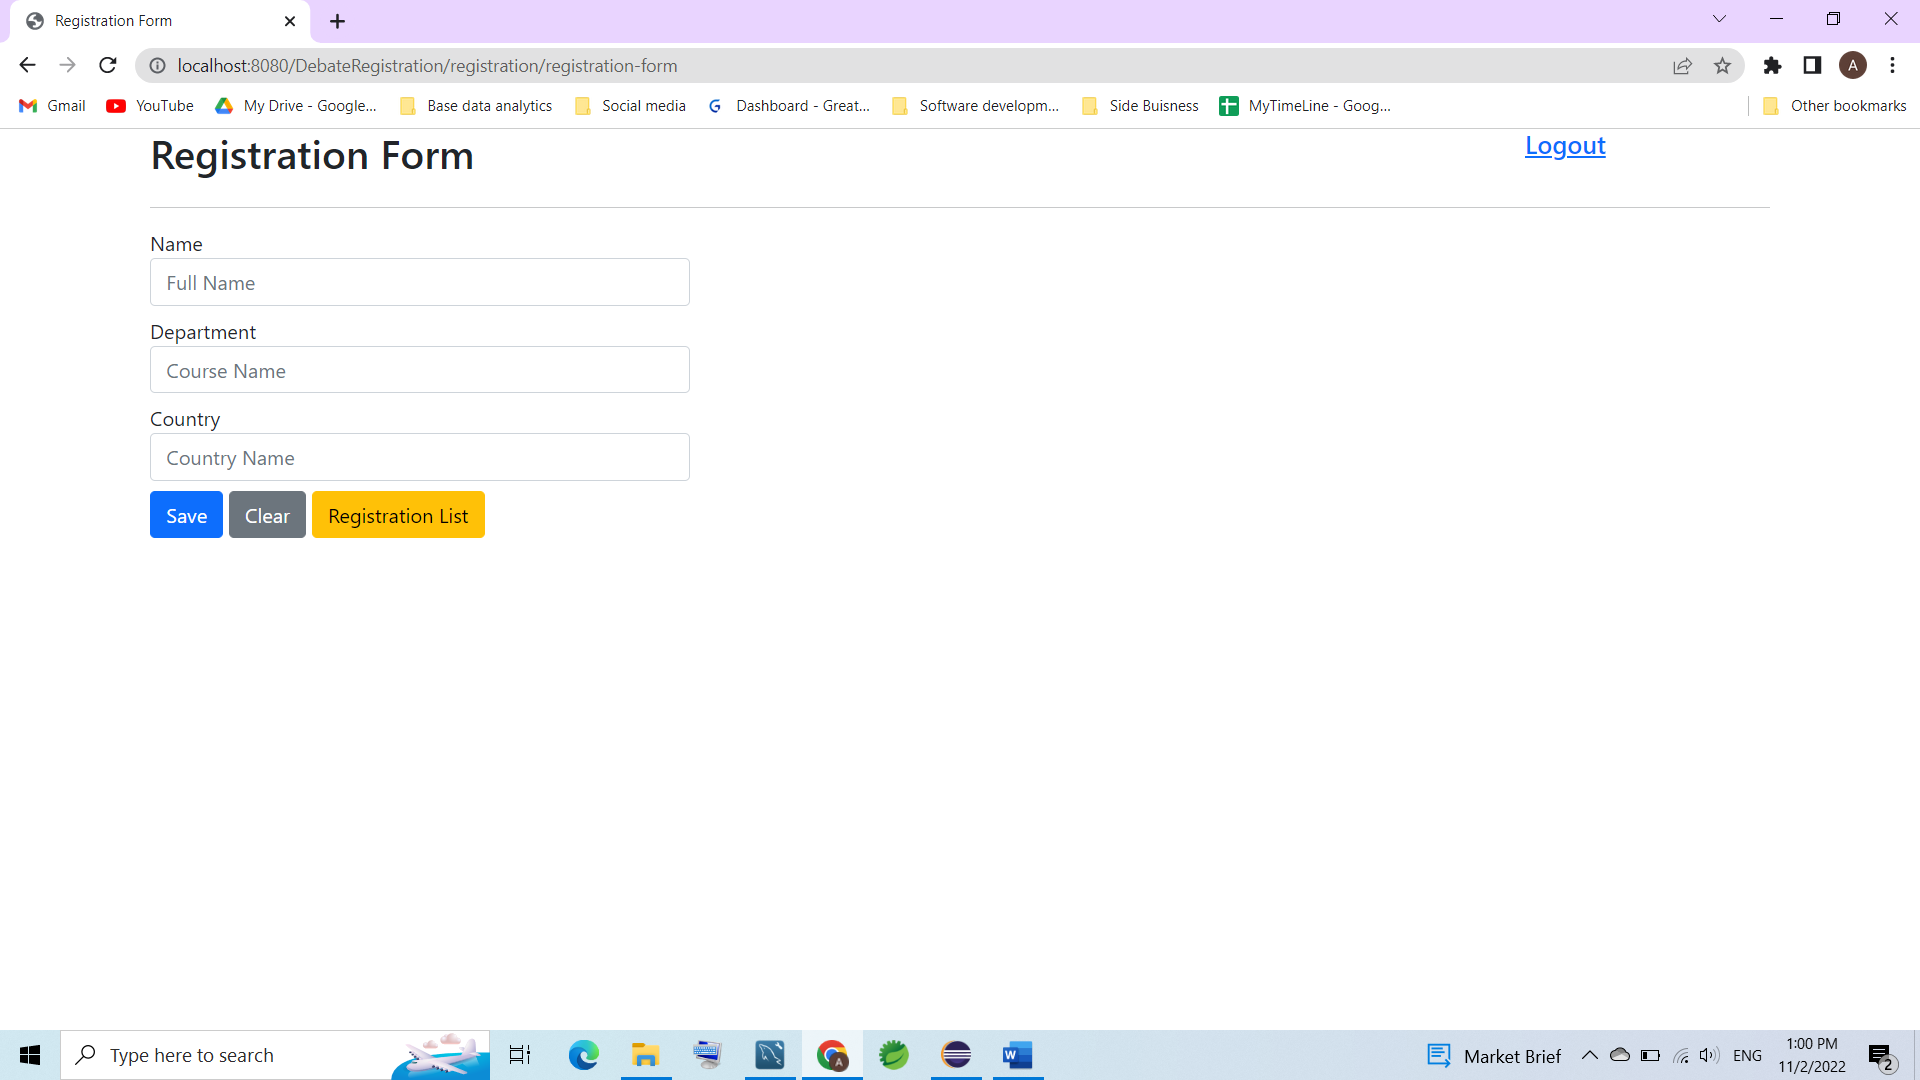 Registration Form
localhost:8080/DebateRegistration/registration/registration-form
A
Gmail YouTube My Drive - Google... Base data analytics Social media Dashboard - Great... Software developm... Side Buisness MyTimeLine - Goog... Other bookmarks
Registration Form Logout
Name
Full Name
Department
Course Name
Country
Country Name
Save Clear Registration List
Type here to search Market Brief ENG 1:00 PM
11/2/2022 2